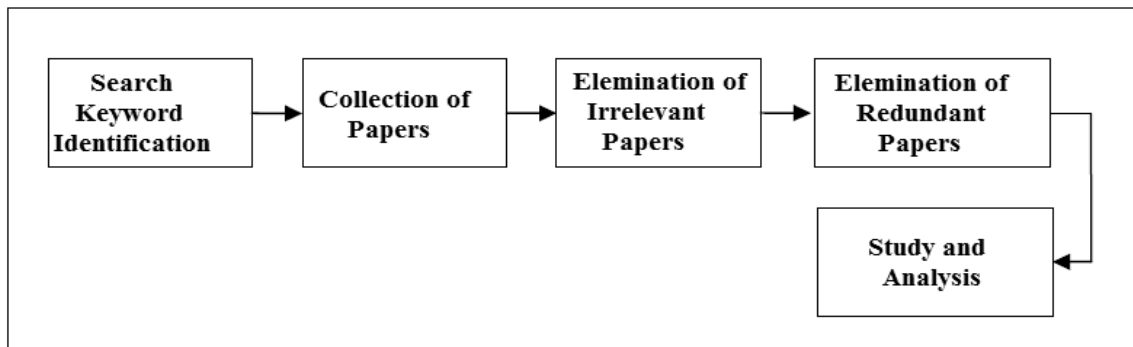 Search
Keyword
Identification
Collection of
Papers
Elemination of
Irrelevant
Papers
Elemination of
Redundant
Papers
Study and
Analysis